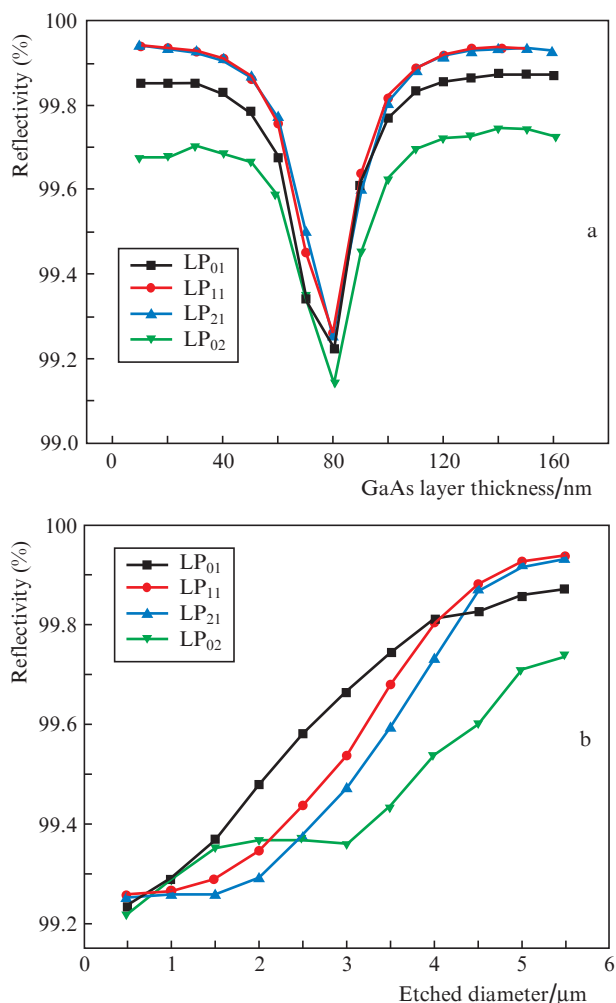 Reflectivity (%)
100
99.8
99.6
99.4
99.2
99.0
a
LP01
LP11
LP21
LP02
0 40 80 120 160
GaAs layer thickness/nm
Reflectivity (%)
100
99.8
99.6
99.4
99.2
LP01
LP11
LP21
LP02
b
0 1 2 3 4 5 6
Etched diameter/μm